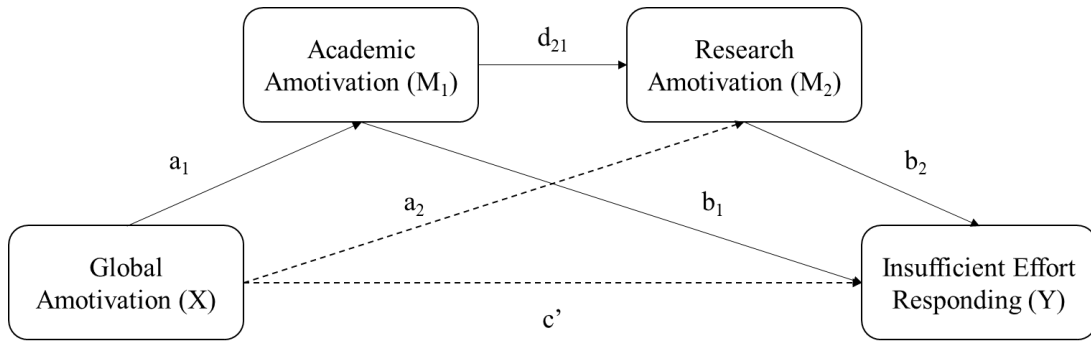 Academic
Amotivation (M₁)
d₂₁
Research
Amotivation (M₂)
a₁
a₂
b₁
b₂
Global
Amotivation (X)
c’
Insufficient Effort
Responding (Y)